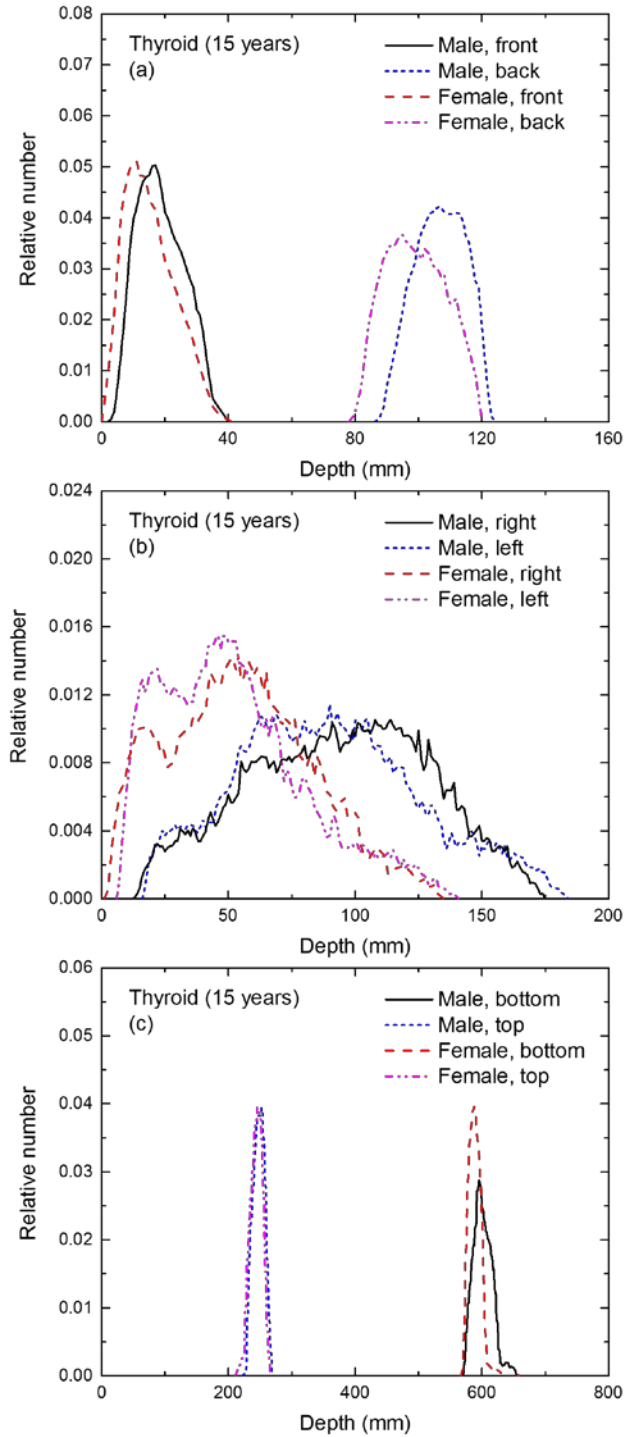 0.08
Thyroid (15 years)
(a)
Male, front
Male, back
Female, front
Female, back
0.07
0.06
0.05
0.04
0.03
0.02
0.01
0.00
Relative number
0 40 80 120 160
Depth (mm)
0.024
Thyroid (15 years)
(b)
Male, right
Male, left
Female, right
Female, left
0.020
0.016
0.012
0.008
0.004
0.000
Relative number
0 50 100 150 200
Depth (mm)
0.06
Thyroid (15 years)
(c)
Male, bottom
Male, top
Female, bottom
Female, top
0.05
0.04
0.03
0.02
0.01
0.00
Relative number
0 200 400 600 800
Depth (mm)